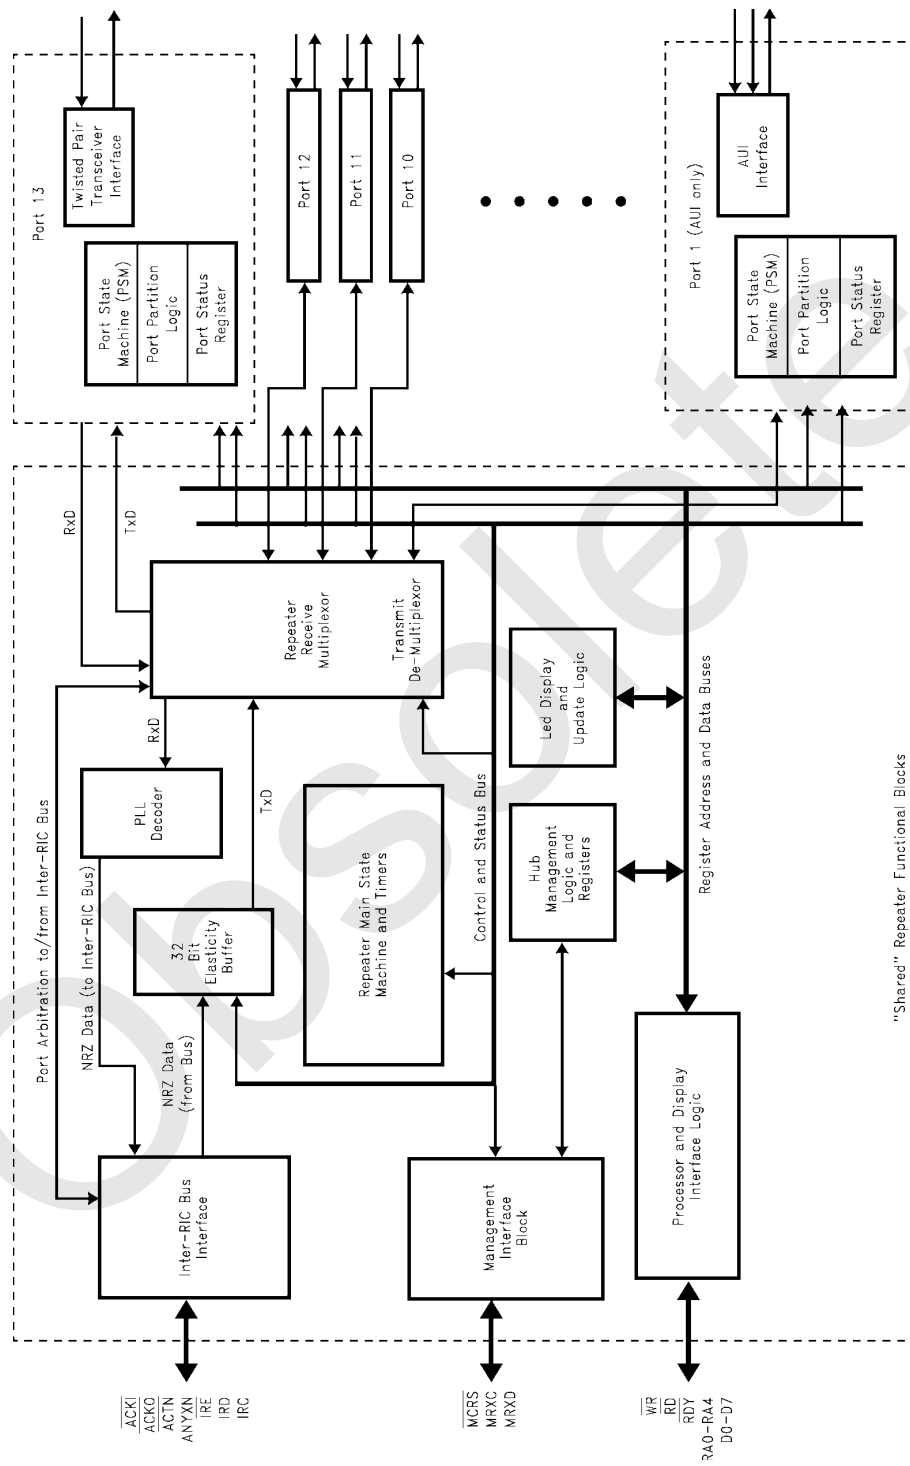 ACKI
ACKO
ACTN
ANYXN
IRE
IRD
IRC
MCRS
MRXC
MRXD
WR
RD
RDY
RA0-RA4
D0-D7
Inter-RIC Bus
Interface
Management
Interface
Block
Processor and Display
Interface Logic
Port Arbitration to/from Inter-RIC Bus
NRZ Data (to Inter-RIC Bus)
NRZ Data
(from Bus)
PLL
Decoder
32
Bit
Elasticity
Buffer
Repeater Main State
Machine and Timers
Control and Status Bus
Hub
Management
Logic and
Registers
Led Display
and
Update Logic
Register Address and Data Buses
"Shared" Repeater Functional Blocks
RxD
TxD
Repeater
Receive
Multiplexor
Transmit
De-Multiplexor
RxD
TxD
Port 13
Port State
Machine (PSM)
Port Partition
Logic
Port Status
Register
Twisted Pair
Transceiver
Interface
Port 12
Port 11
Port 10
Port 1 (AUI only)
Port State
Machine (PSM)
Port Partition
Logic
Port Status
Register
AUI
Interface
Obsolete